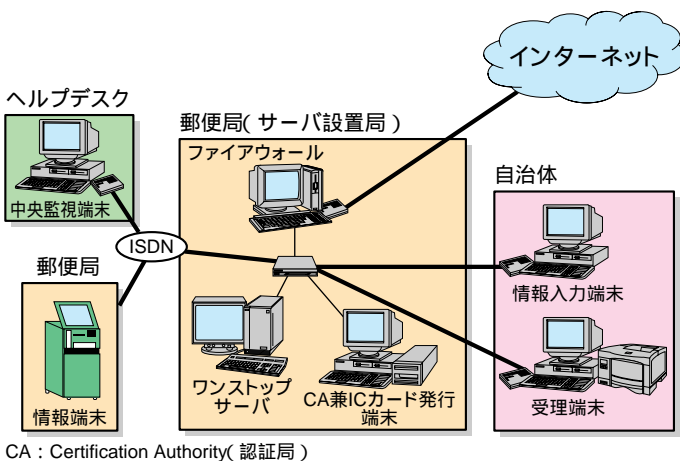 インターネット
ヘルプデスク
中央監視端末
ISDN
郵便局
情報端末
郵便局(サーバ設置局)
ファイアウォール
ワンストップ
サーバ
CA兼ICカード発行
端末
自治体
情報入力端末
受理端末
CA:Certification Authority(認証局)